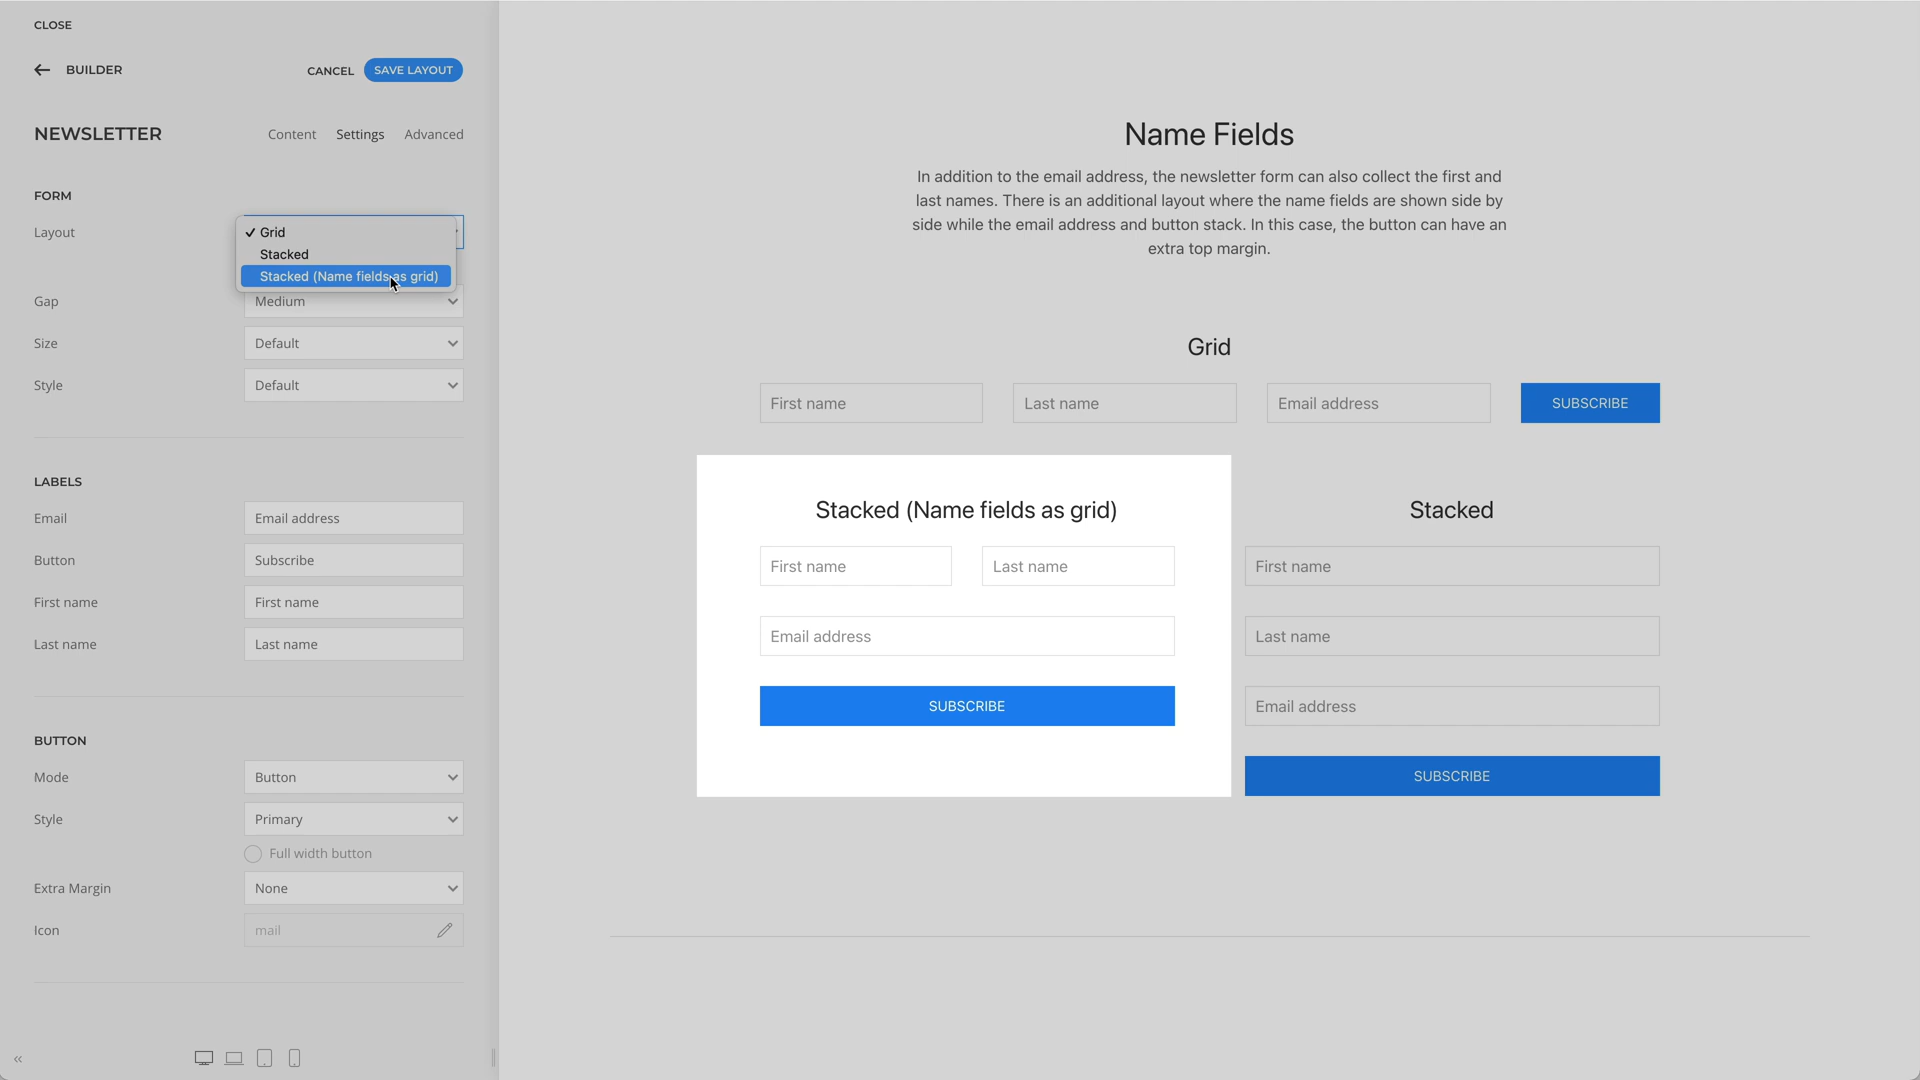 CLOSE
BUILDER
CANCEL
SAVE LAYOUT
NEWSLETTER
Content
Settings
Advanced
FORM
Layout
Grid
Stacked
Stacked (Name fields as grid)
Gap
Medium
Size
Default
Style
Default
LABELS
Email
Email address
Button
Subscribe
First name
First name
Last name
Last name
BUTTON
Mode
Button
Style
Primary
Full width button
Extra Margin
None
Icon
mail
Name Fields
In addition to the email address, the newsletter form can also collect the first and
last names. There is an additional layout where the name fields are shown side by
side while the email address and button stack. In this case, the button can have an
extra top margin.
Grid
First name
Last name
Email address
SUBSCRIBE
Stacked (Name fields as grid)
First name
Last name
Email address
SUBSCRIBE
Stacked
First name
Last name
Email address
SUBSCRIBE